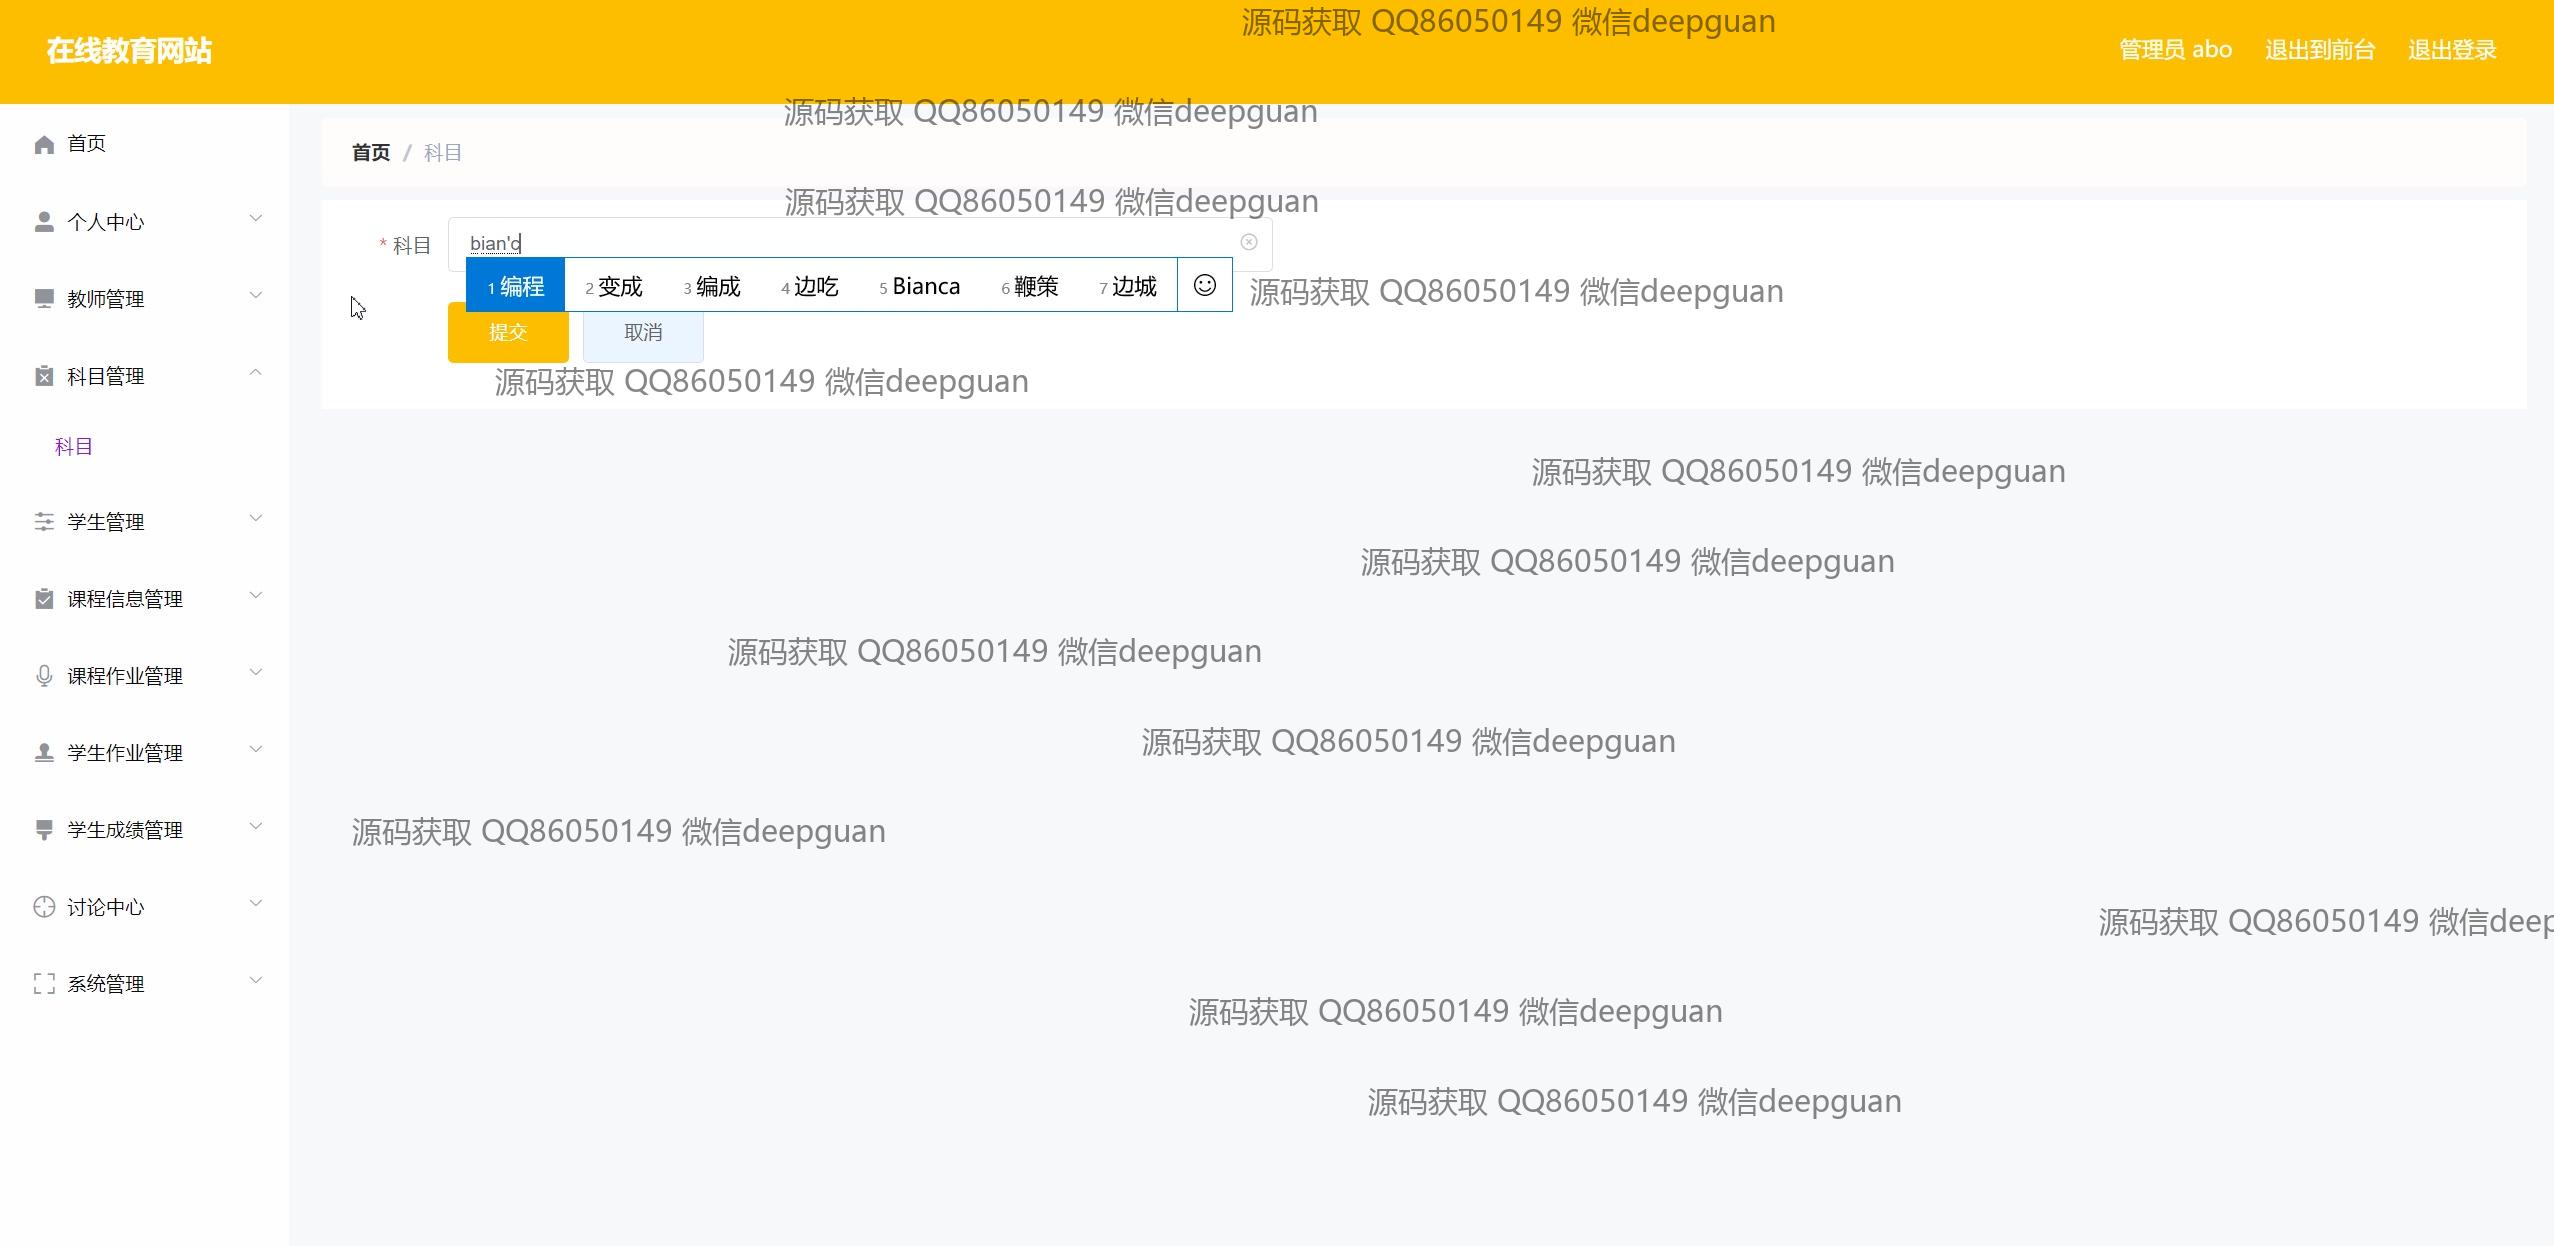 源码获取 QQ86050149 微信deepguan
在线教育网站
管理员 abo 退出到前台 退出登录
源码获取 QQ86050149 微信deepguan
首页
首页 / 科目
源码获取 QQ86050149 微信deepguan
个人中心
* 科目 bian'c
1 编程 2 变成 3 编成 4 边吃 5 Bianca 6 鞭策 7 边城
源码获取 QQ86050149 微信deepguan
教师管理
提交 取消
科目管理
源码获取 QQ86050149 微信deepguan
科目
源码获取 QQ86050149 微信deepguan
学生管理
源码获取 QQ86050149 微信deepguan
课程信息管理
源码获取 QQ86050149 微信deepguan
课程作业管理
源码获取 QQ86050149 微信deepguan
学生作业管理
学生成绩管理
源码获取 QQ86050149 微信deepguan
讨论中心
源码获取 QQ86050149 微信deep
系统管理
源码获取 QQ86050149 微信deepguan
源码获取 QQ86050149 微信deepguan